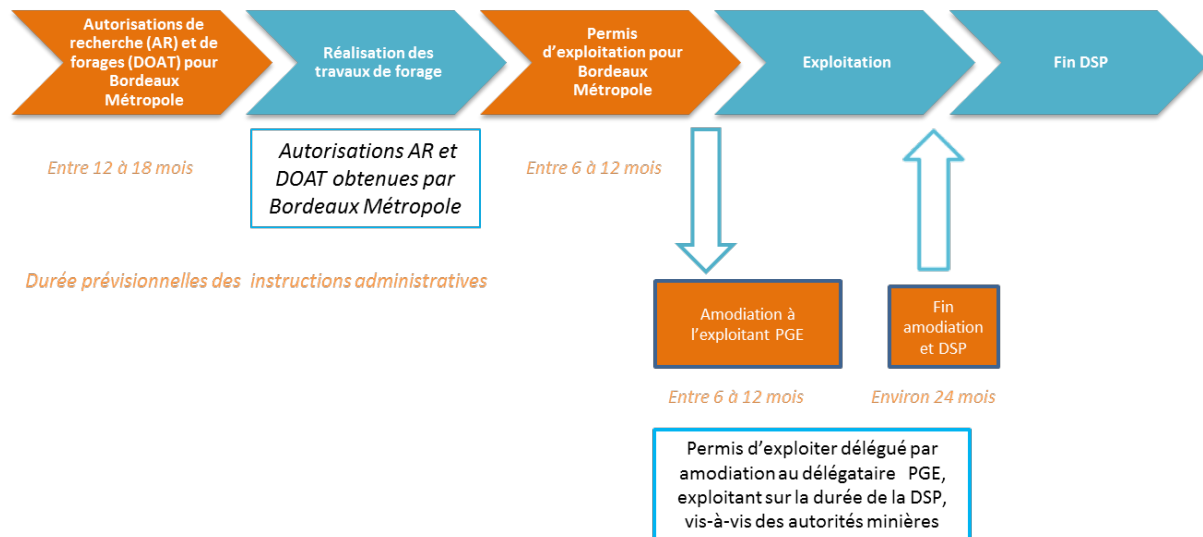 Autorisations de
recherche (AR) et de
forages (DOAT) pour
Bordeaux
Métropole
Réalisation des
travaux de forage
Permis
d'exploitation pour
Bordeaux
Métropole
Exploitation
Fin DSP
Entre 12 à 18 mois
Autorisations AR et
DOAT obtenues par
Bordeaux Métropole
Entre 6 à 12 mois
Durée prévisionnelles des instructions administratives
Amodiation à
l'exploitant PGE
Fin
amodiation
et DSP
Entre 6 à 12 mois
Environ 24 mois
Permis d'exploiter délégué par
amodiation au délégataire PGE,
exploitant sur la durée de la DSP,
vis-à-vis des autorités minières